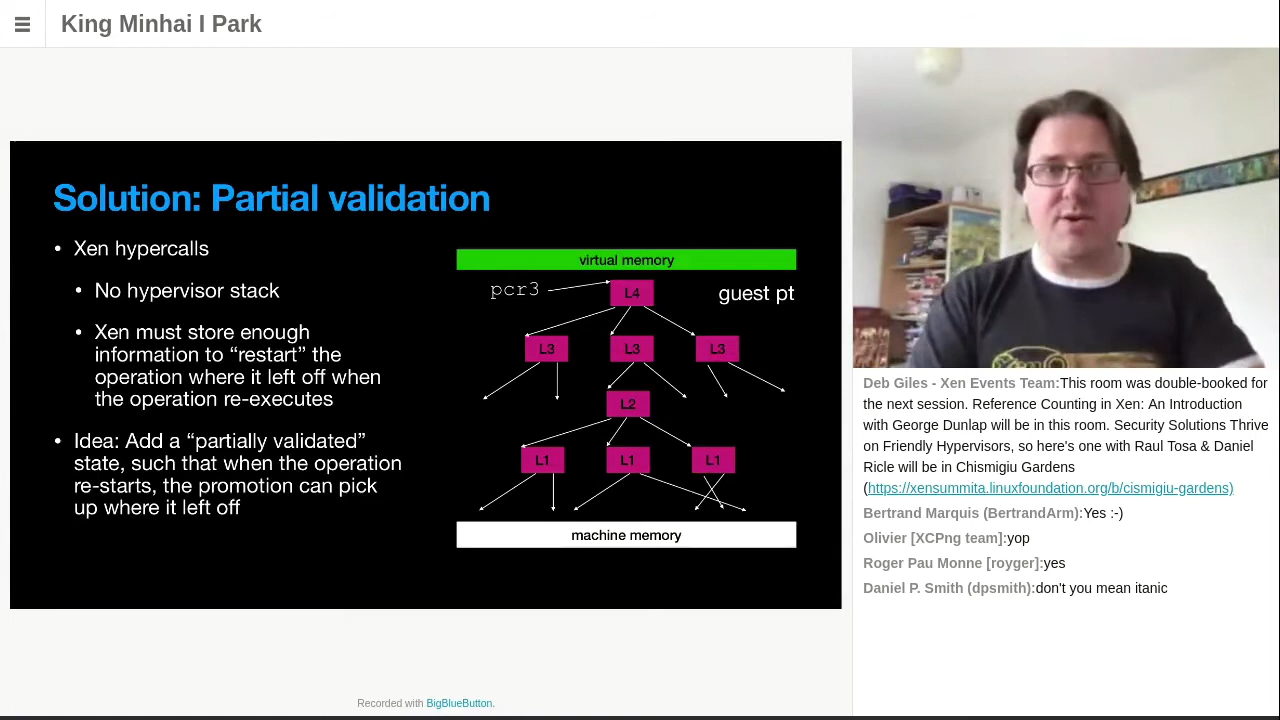 King Minhai I Park
Solution: Partial validation
• Xen hypercalls
• No hypervisor stack
• Xen must store enough
information to “restart” the
operation where it left off when
the operation re-executes
• Idea: Add a “partially validated”
state, such that when the operation
re-starts, the promotion can pick
up where it left off
virtual memory
pcr3
L4
guest pt
L3 L3 L3
L2
L1 L1 L1
machine memory
Deb Giles - Xen Events Team:This room was double-booked for
the next session. Reference Counting in Xen: An Introduction
with George Dunlap will be in this room. Security Solutions Thrive
on Friendly Hypervisors, so here's one with Raul Tosa & Daniel
Ricle will be in Chismigiu Gardens
(https://xensummita.linuxfoundation.org/b/cismigiu-gardens)
Bertrand Marquis (BertrandArm):Yes :-)
Olivier [XCPng team]:yop
Roger Pau Monne [royger]:yes
Daniel P. Smith (dpsmith):don't you mean itanic
Recorded with BigBlueButton.